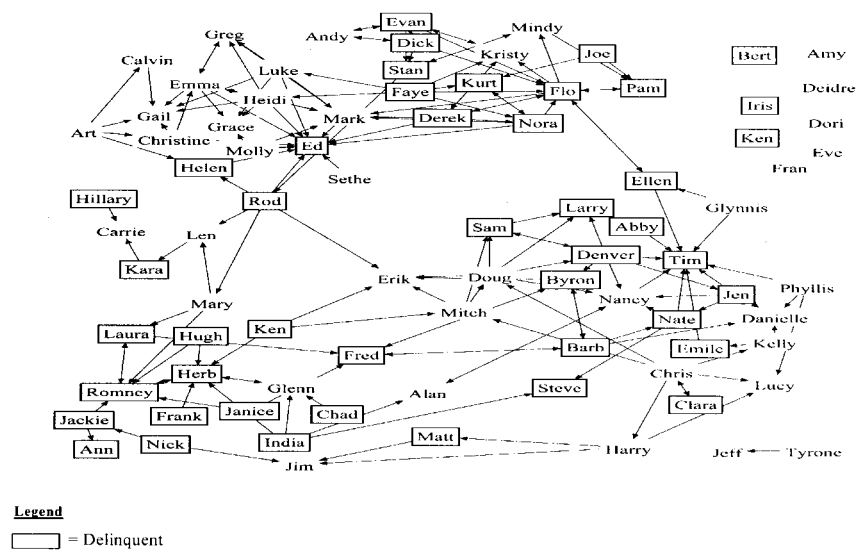 Evan
Mindy
Greg
Andy
Dick
Kristy
Joe
Bert
Amy
Calvin
Luke
Stan
Emma
Faye
Kurt
Flo
Pam
Deidre
Heidi
Iris
Gail
Grace
Mark
Derek
Nora
Dori
Art
Christine
Molly
Ed
Ken
Eve
Helen
Fran
Sethe
Ellen
Hillary
Rod
Larry
Glynnis
Carrie
Len
Sam
Abby
Kara
Denver
Tim
Erik
Doug
Byron
Mary
Mitch
Nancy
Jen
Phyllis
Laura
Hugh
Ken
Nate
Danielle
Fred
Barb
Emile
Kelly
Herb
Chris
Romney
Glenn
Alan
Steve
Lucy
Jackie
Frank
Janice
Chad
Clara
Ann
Nick
India
Matt
Jim
Harry
Jeff
Tyrone
Legend
= Delinquent